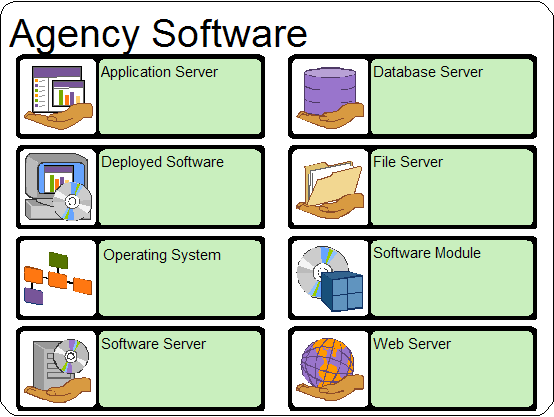 Agency Software
Application Server
Database Server
Deployed Software
File Server
Operating System
Software Module
Software Server
Web Server